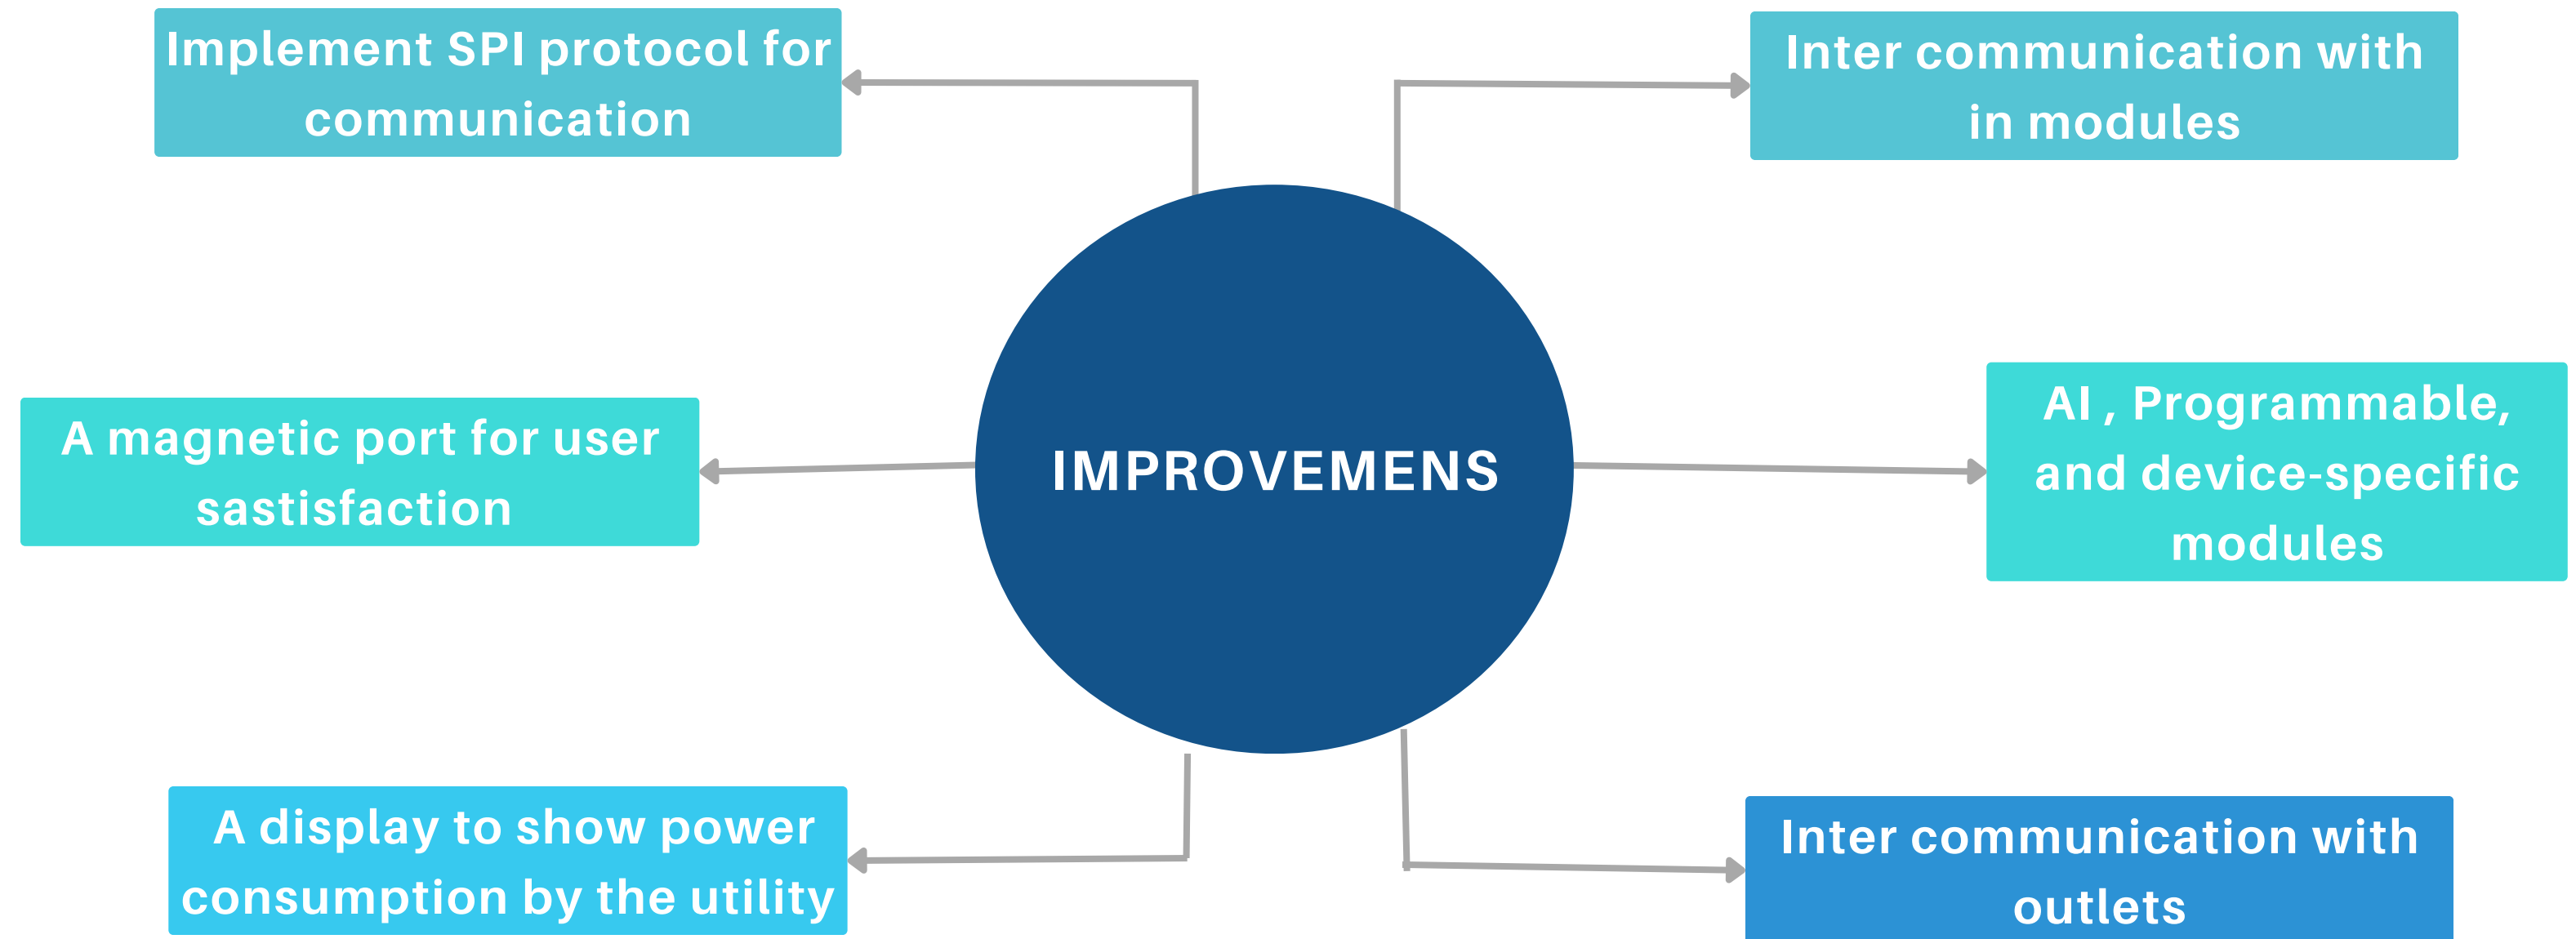 Implement SPI protocol for
communication
Inter communication with
in modules
A magnetic port for user
sastisfaction
IMPROVEMENS
AI , Programmable,
and device-specific
modules
A display to show power
consumption by the utility
Inter communication with
outlets